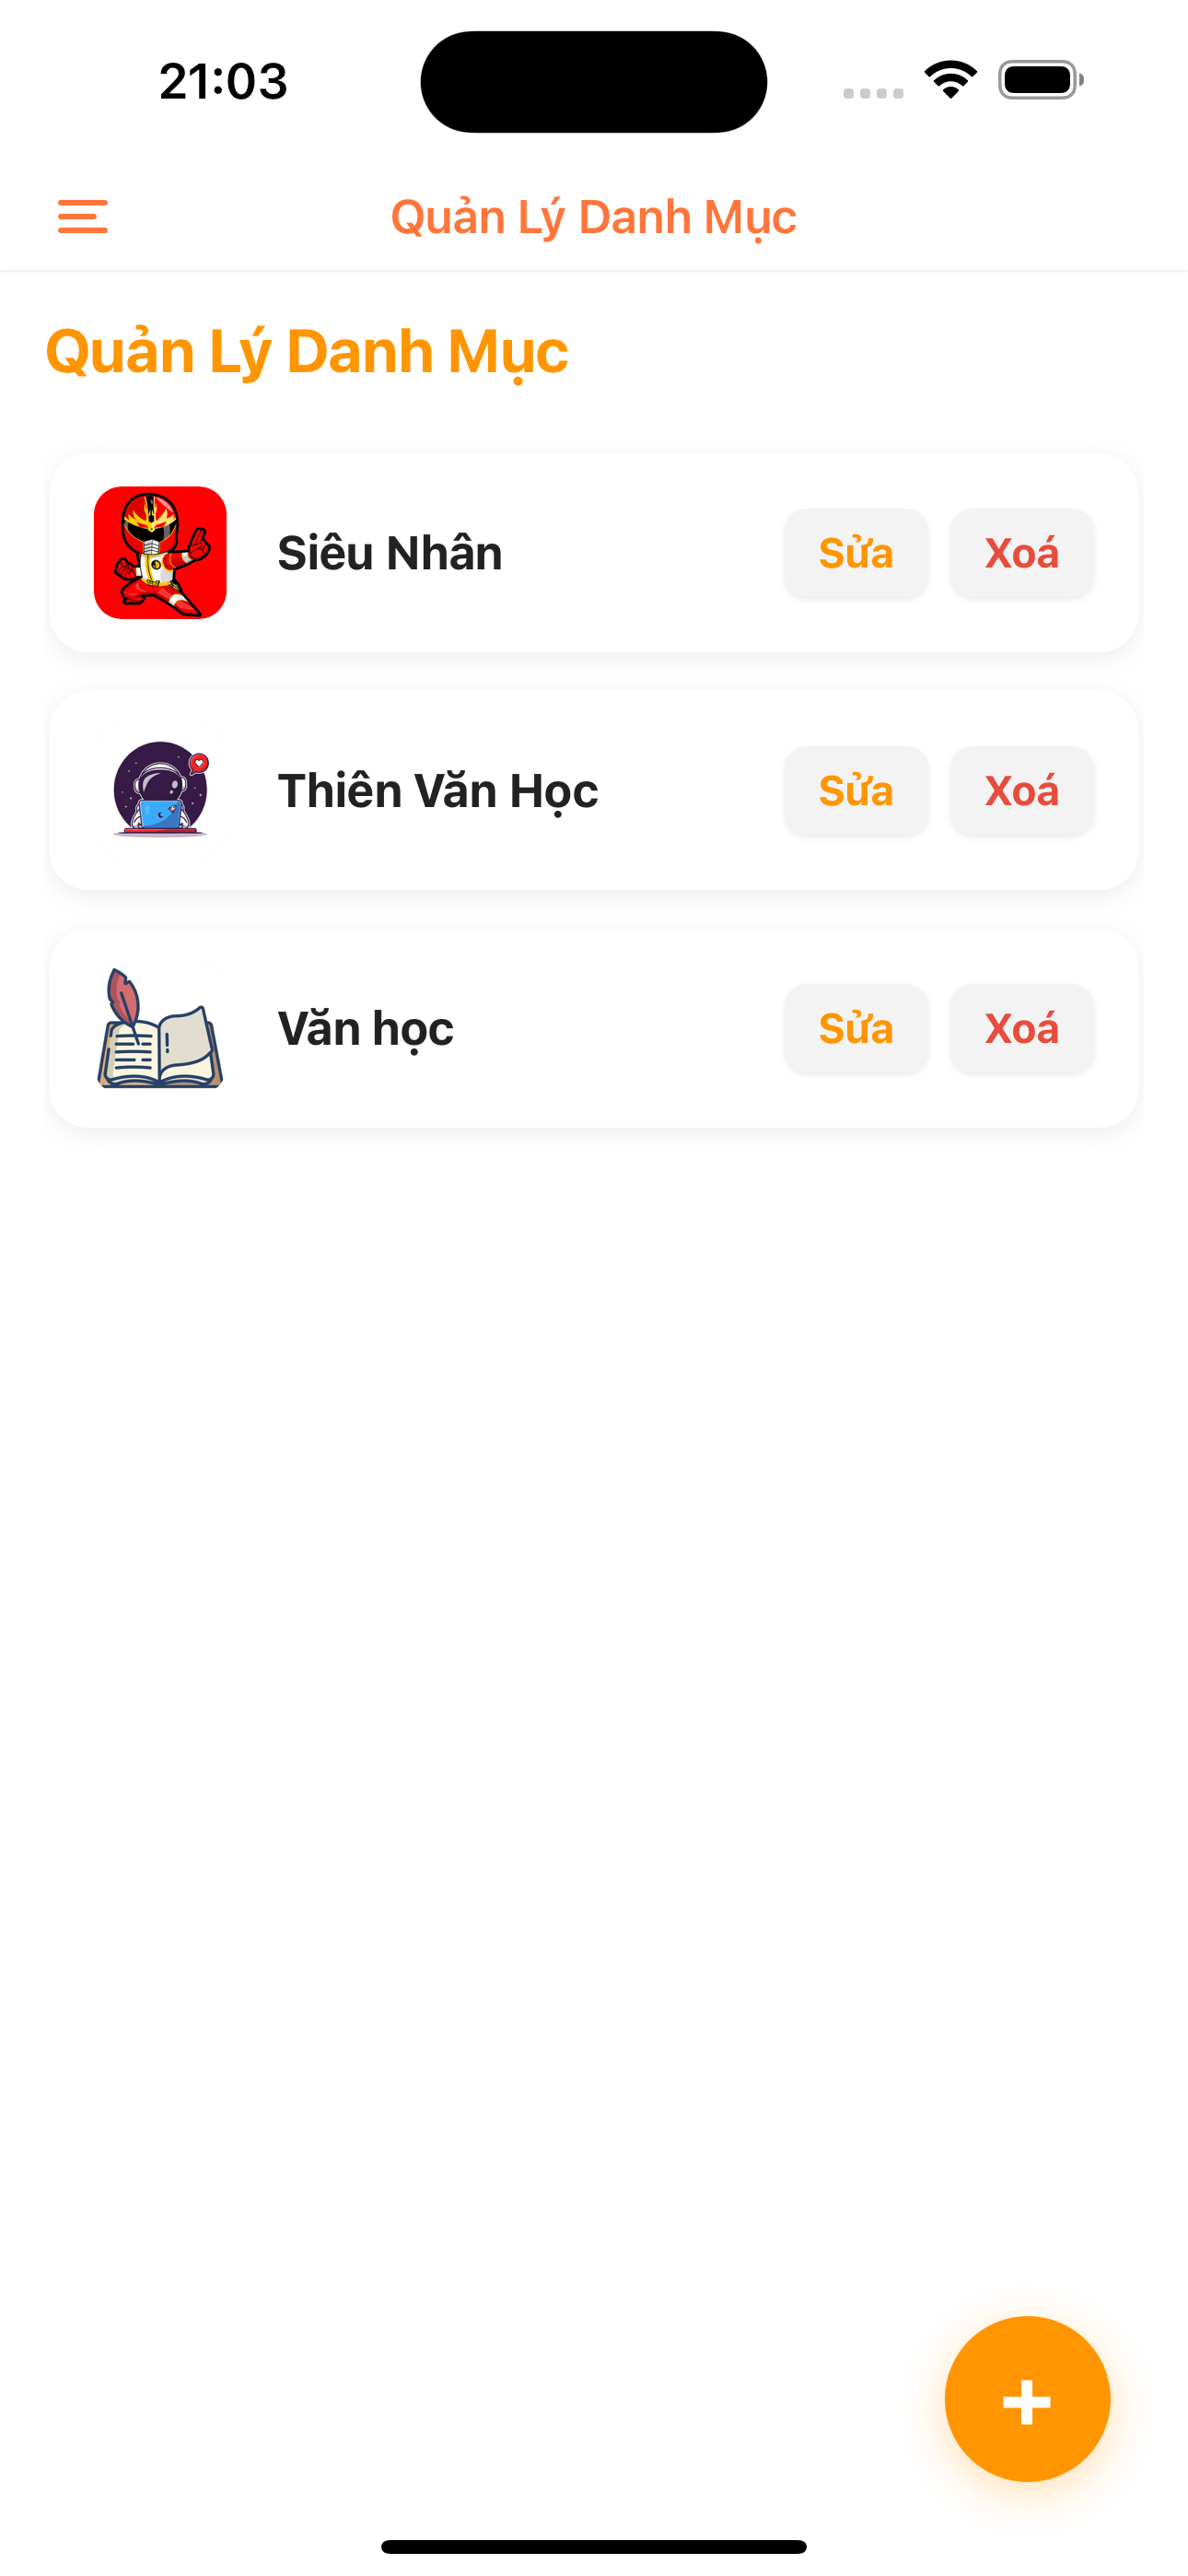 21:03
Quản Lý Danh Mục
Quản Lý Danh Mục
Siêu Nhân Sửa Xoá
Thiên Văn Học Sửa Xoá
Văn học Sửa Xoá
+